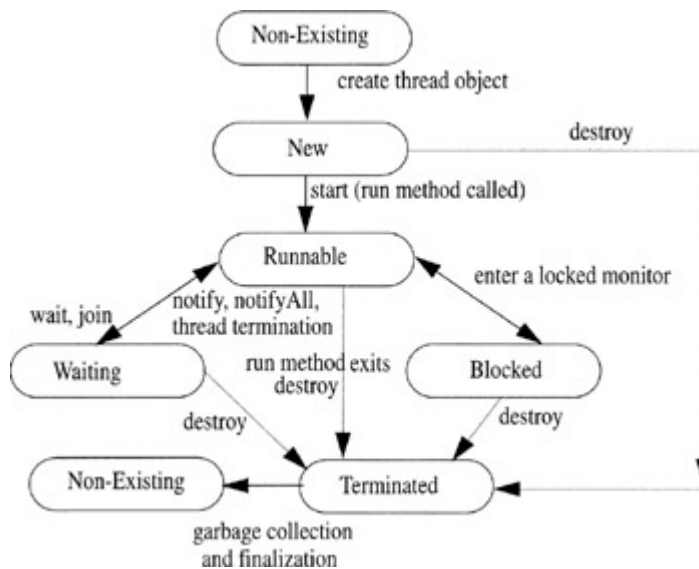 Non-Existing
create thread object
New
destroy
start (run method called)
Runnable
enter a locked monitor
wait, join
notify, notifyAll,
thread termination
Waiting
run method exits
destroy
Blocked
destroy
destroy
Non-Existing
Terminated
garbage collection
and finalization